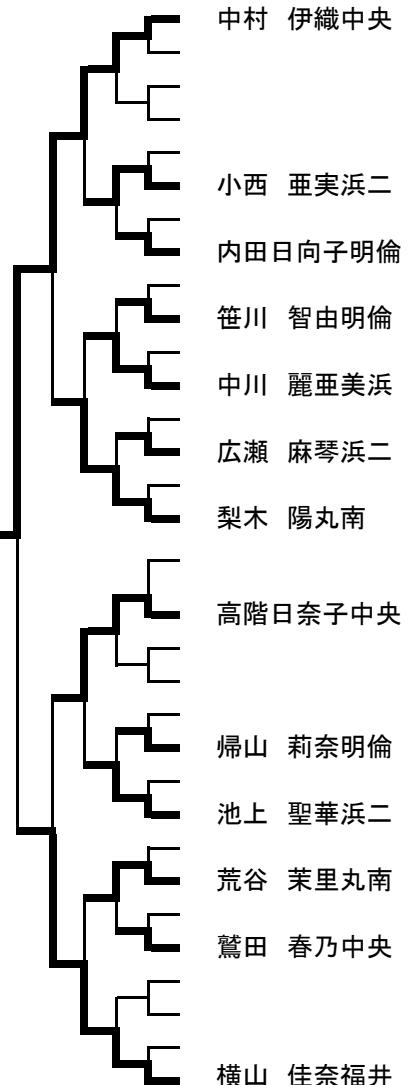 中村 伊織中央
小西 亜実浜二
内田日向子明倫
笹川 智由明倫
中川 麗亜美浜
広瀬 麻琴浜二
梨木 陽丸南
高階日奈子中央
帰山 莉奈明倫
池上 聖華浜二
荒谷 茉里丸南
鷲田 春乃中央
横山 佳奈福井